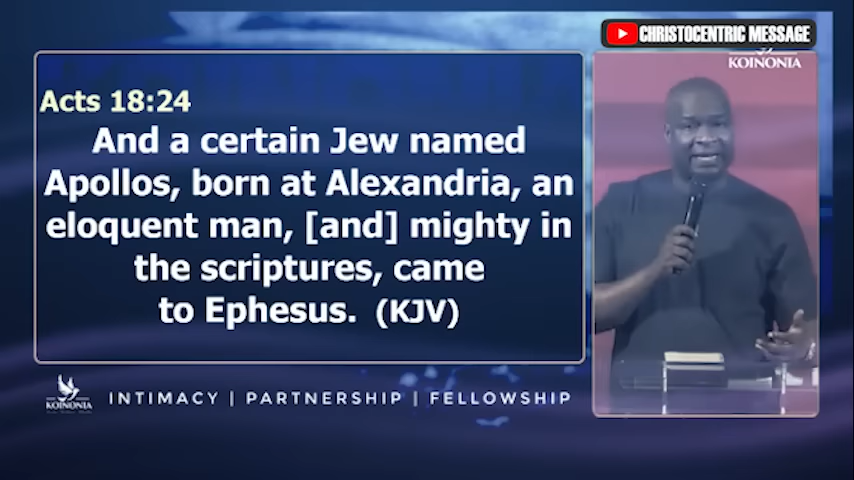 CHRISTOCENTRIC MESSAGE
KOINONIA
Acts 18:24
And a certain Jew named
Apollos, born at Alexandria, an
eloquent man, [and] mighty in
the scriptures, came
to Ephesus. (KJV)
KOINONIA
INTIMACY | PARTNERSHIP | FELLOWSHIP